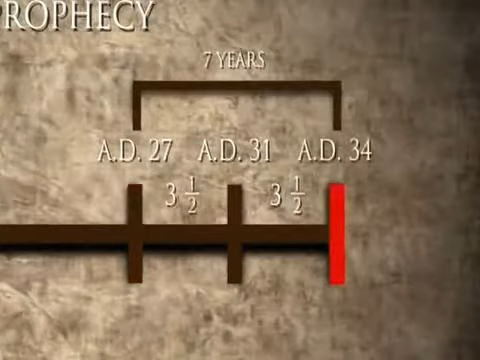 ROPHECY
7 YEARS
A.D. 27 A.D. 31 A.D. 34
3 1/2 3 1/2